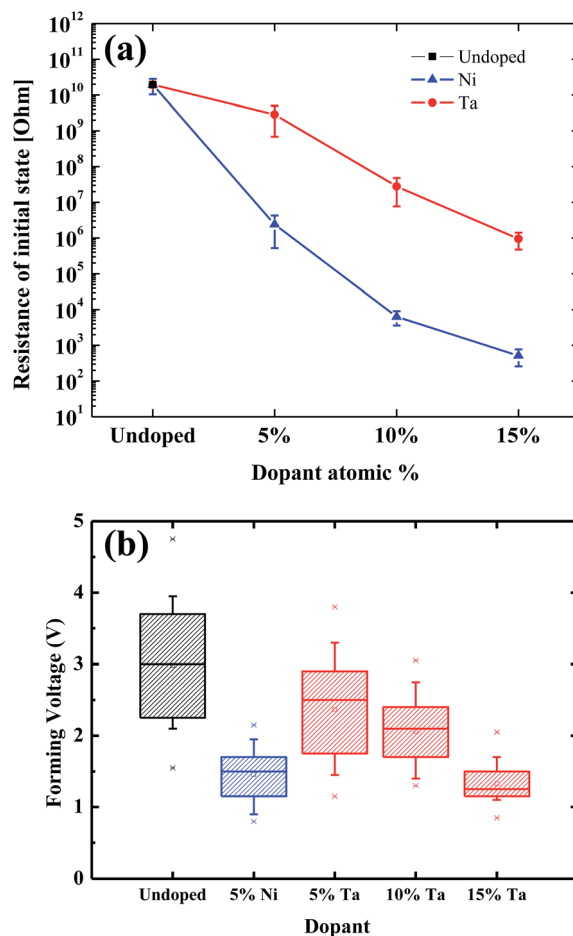 (a)
Undoped
Ni
Ta
Resistance of initial state [Ohm]
10^12
10^11
10^10
10^9
10^8
10^7
10^6
10^5
10^4
10^3
10^2
10^1
Undoped 5% 10% 15%
Dopant atomic %
(b)
Forming Voltage (V)
5
4
3
2
1
0
Undoped 5% Ni 5% Ta 10% Ta 15% Ta
Dopant